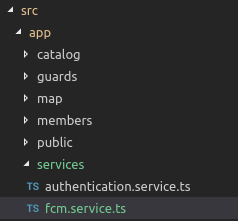 src
app
catalog
guards
map
members
public
services
TS authentication.service.ts
TS fcm.service.ts